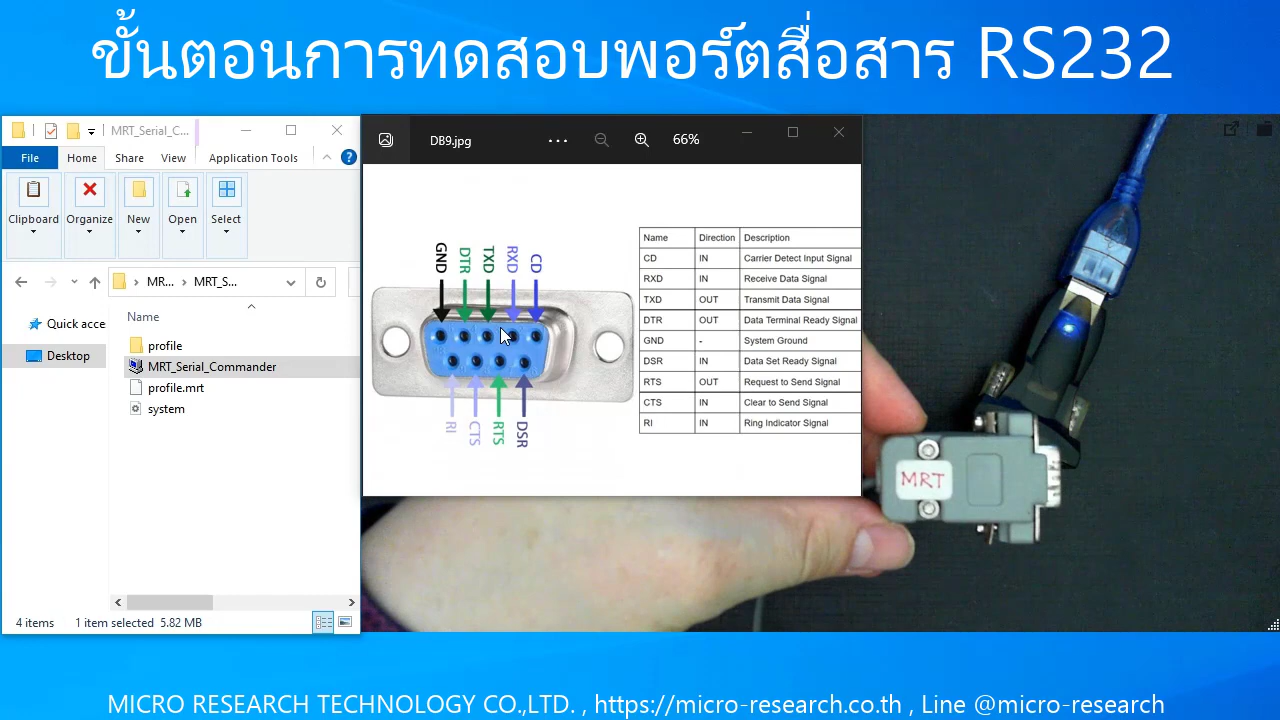 ขั้นตอนการทดสอบพอร์ตสื่อสาร RS232
MRT_Serial_C...
File Home Share View Application Tools
Clipboard Organize New Open Select
MR... MRT_S...
Name
Quick acce
Desktop
profile
MRT_Serial_Commander
profile.mrt
system
4 items 1 item selected 5.82 MB
DB9.jpg
66%
GND DTR TXD RXD CD
RI CTS RTS DSR
Name Direction Description
CD IN Carrier Detect Input Signal
RXD IN Receive Data Signal
TXD OUT Transmit Data Signal
DTR OUT Data Terminal Ready Signal
GND - System Ground
DSR IN Data Set Ready Signal
RTS OUT Request to Send Signal
CTS IN Clear to Send Signal
RI IN Ring Indicator Signal
MRT
MICRO RESEARCH TECHNOLOGY CO.,LTD. , https://micro-research.co.th , Line @micro-research